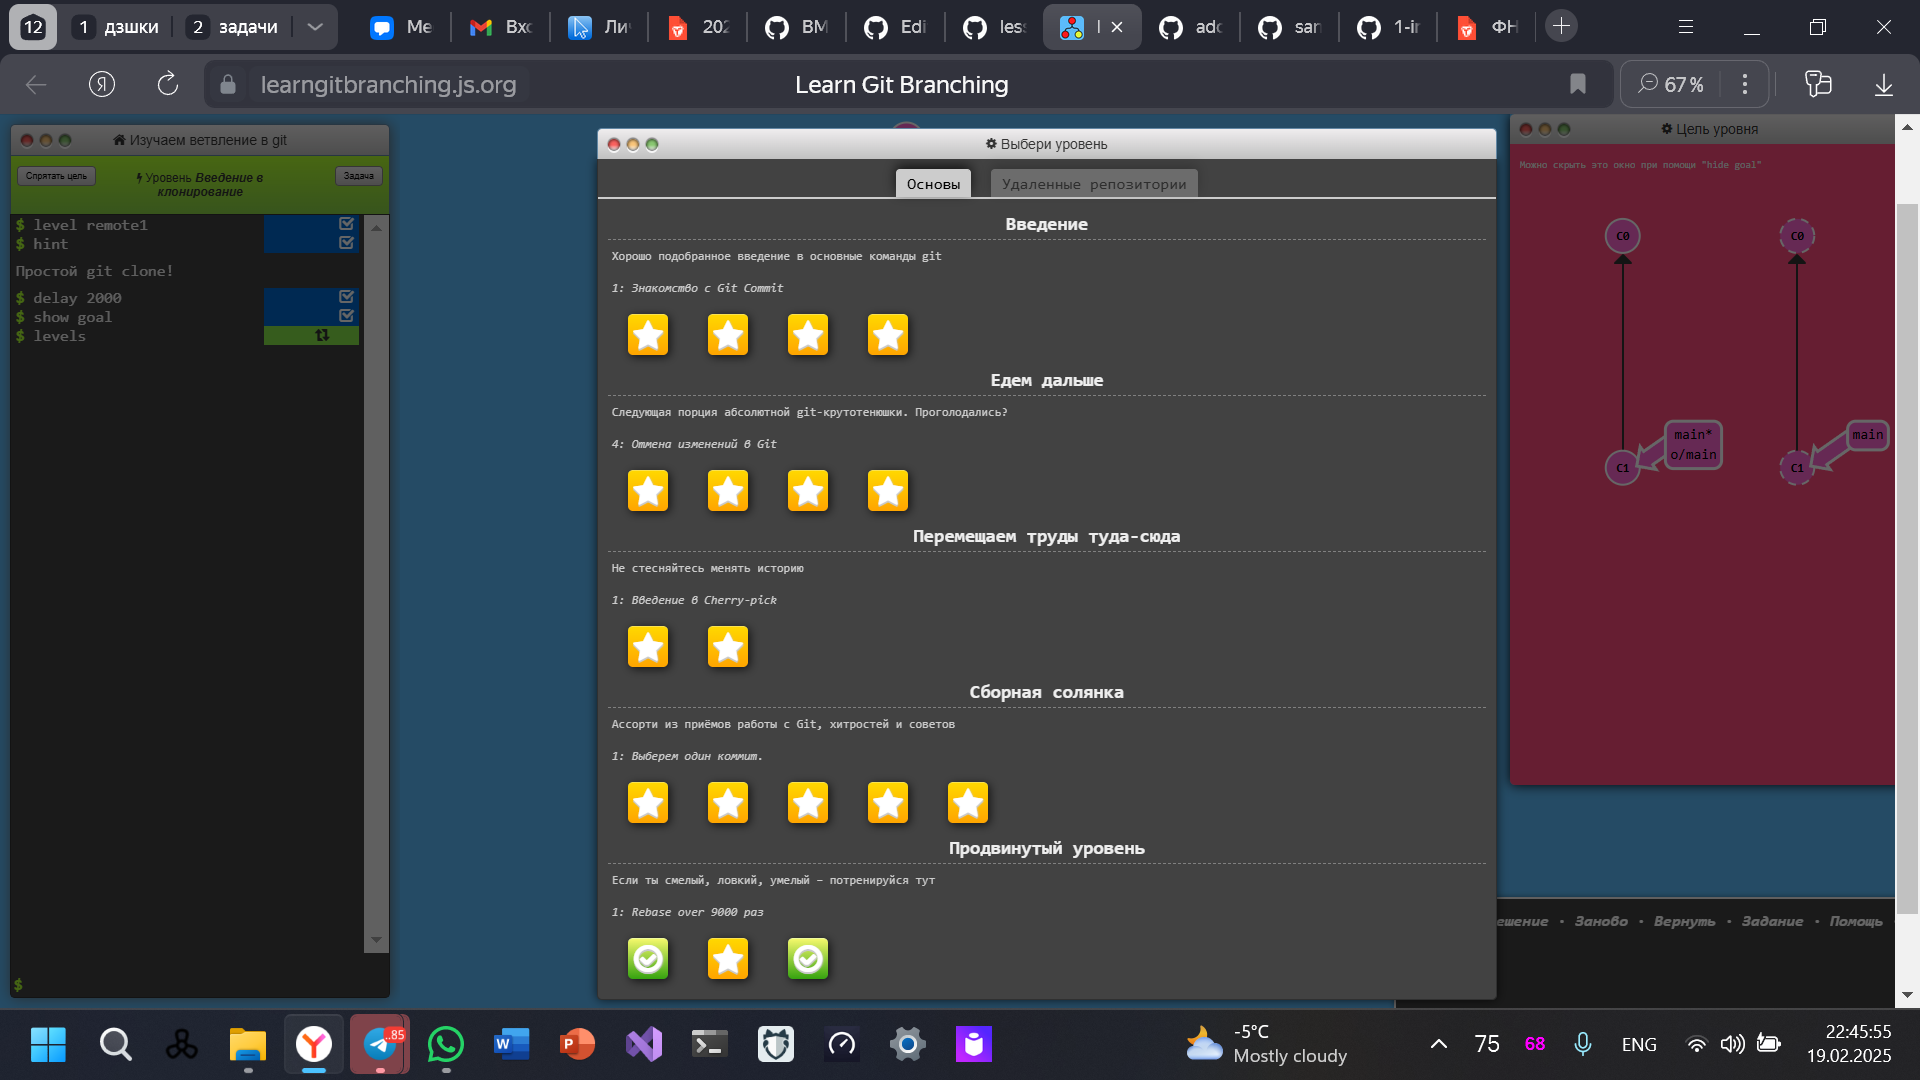 12
1 дзшки
2 задачи
Ме
Вхо
Ли
202
ВМ
Edi
les
adc
san
1-ir
ФН
learngitbranching.js.org
Learn Git Branching
67 %
Изучаем ветвление в git
Спрятать цель
Уровень Введение в клонирование
Задача
$ level remote1
$ hint
Простой git clone!
$ delay 2000
$ show goal
$ levels
$
Выбери уровень
Основы
Удаленные репозитории
Введение
Хорошо подобранное введение в основные команды git
1: Знакомство с Git Commit
Едем дальше
Следующая порция абсолютной git-крутотенюшки. Проголодались?
4: Отмена изменений в Git
Перемещаем труды туда-сюда
Не стесняйтесь менять историю
1: Введение в Cherry-pick
Сборная солянка
Ассорти из приёмов работы с Git, хитростей и советов
1: Выберем один коммит.
Продвинутый уровень
Если ты смелый, ловкий, умелый – потренируйся тут
1: Rebase over 9000 раз
Цель уровня
Можно скрыть это окно при помощи "hide goal"
C0
C0
main*
o/main
main
C1
C1
ешение • Заново • Вернуть • Задание • Помощь
..85
-5°C
Mostly cloudy
75
68
ENG
22:45:55
19.02.2025